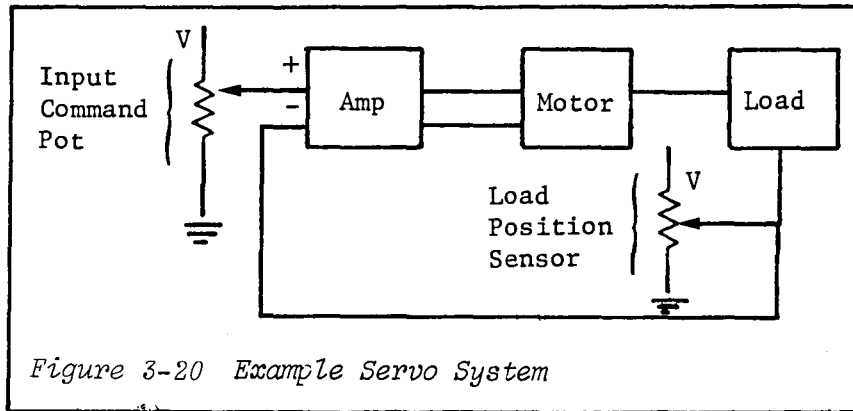 V
Input
Command
Pot
+
-
Amp
Motor
Load
V
Load
Position
Sensor
Figure 3-20 Example Servo System